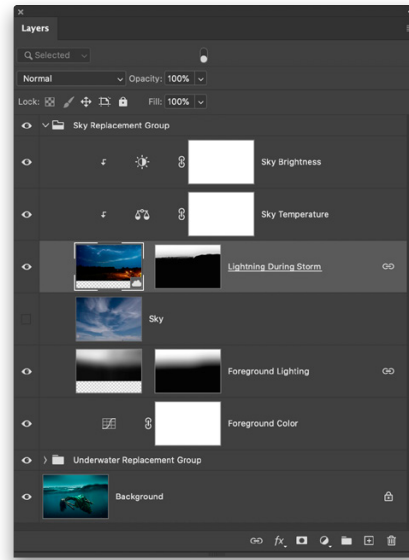 Layers
Selected
Normal Opacity: 100%
Lock: Fill: 100%
Sky Replacement Group
Sky Brightness
Sky Temperature
Lightning During Storm
Sky
Foreground Lighting
Foreground Color
Underwater Replacement Group
Background
fx